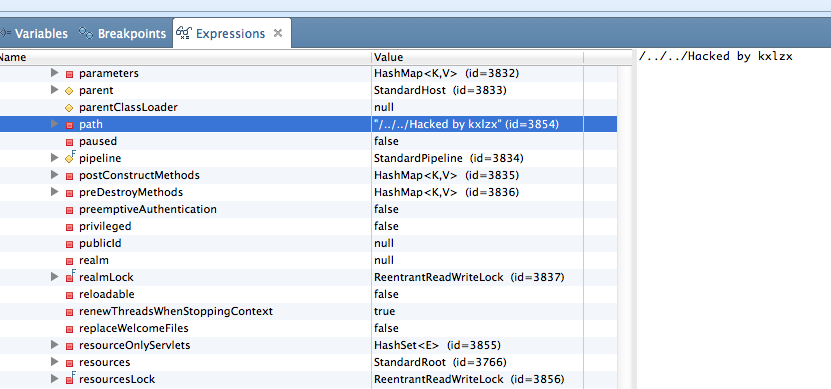 Variables Breakpoints Expressions
Name Value
/../../Hacked by kxlzx
parameters HashMap<K,V> (id=3832)
parent StandardHost (id=3833)
parentClassLoader null
path "/../../Hacked by kxlzx" (id=3854)
paused false
F pipeline StandardPipeline (id=3834)
postConstructMethods HashMap<K,V> (id=3835)
preDestroyMethods HashMap<K,V> (id=3836)
preemptiveAuthentication false
privileged false
publicId null
realm null
F realmLock ReentrantReadWriteLock (id=3837)
reloadable false
renewThreadsWhenStoppingContext true
replaceWelcomeFiles false
resourceOnlyServlets HashSet<E> (id=3855)
resources StandardRoot (id=3766)
F resourcesLock ReentrantReadWriteLock (id=3856)